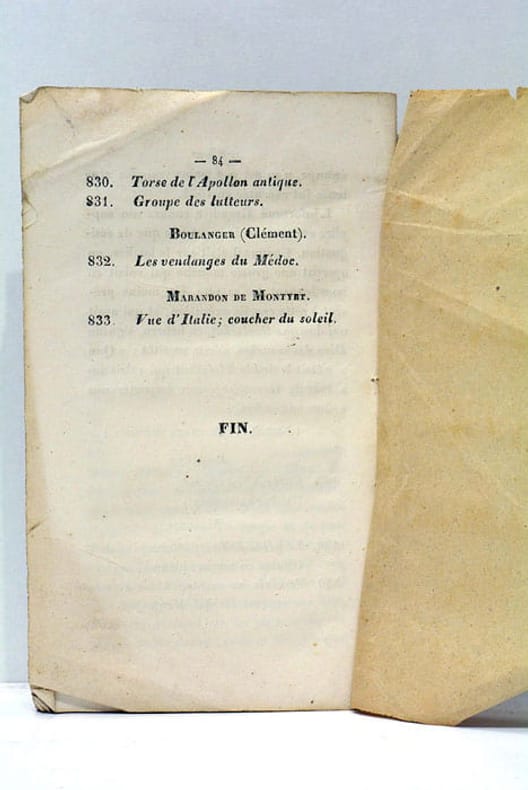 — 84 —
830. Torse de l'Apollon antique.
831. Groupe des lutteurs.
BOULANGER (Clément).
832. Les vendanges du Médoc.
MARANDON DE MONTYEL.
833. Vue d'Italie; coucher du soleil.
FIN.